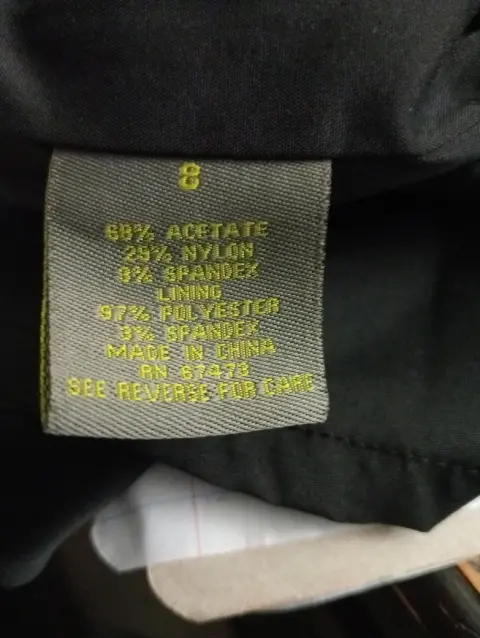 8
68% ACETATE
29% NYLON
3% SPANDEX
LINING
97% POLYESTER
3% SPANDEX
MADE IN CHINA
RN 67473
SEE REVERSE FOR CARE